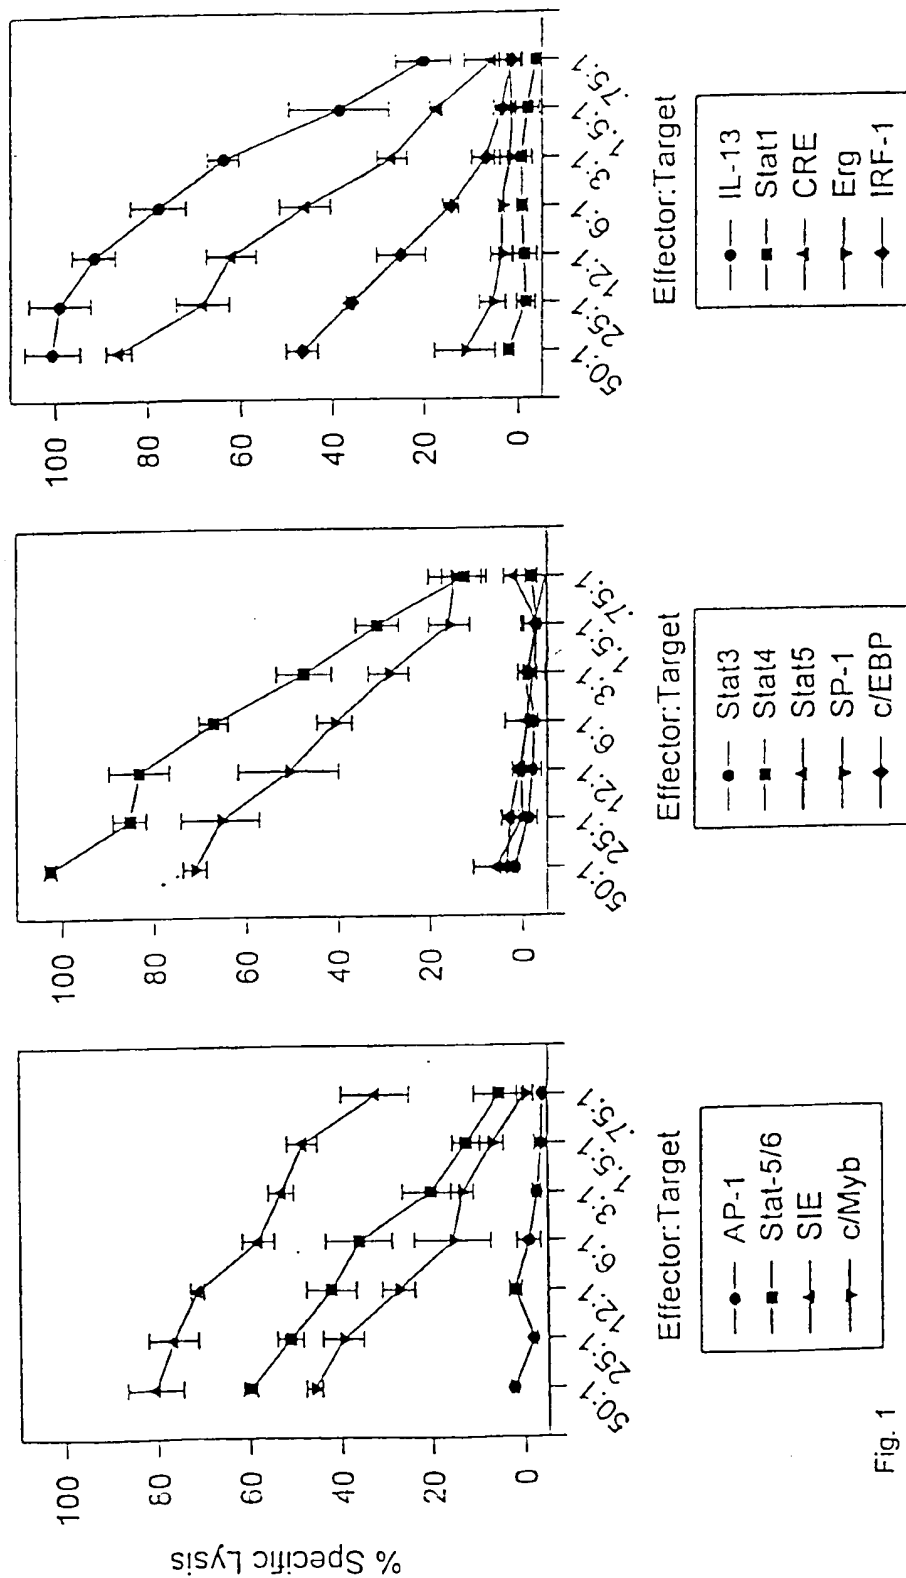 % Specific Lysis
100
80
60
40
20
0
50:1
25:1
12:1
6:1
3:1
1.5:1
.75:1
Effector:Target
AP-1
Stat-5/6
SIE
c/Myb
100
80
60
40
20
0
50:1
25:1
12:1
6:1
3:1
1.5:1
.75:1
Effector:Target
Stat3
Stat4
Stat5
SP-1
c/EBP
100
80
60
40
20
0
50:1
25:1
12:1
6:1
3:1
1.5:1
.75:1
Effector:Target
IL-13
Stat1
CRE
Erg
IRF-1
Fig. 1